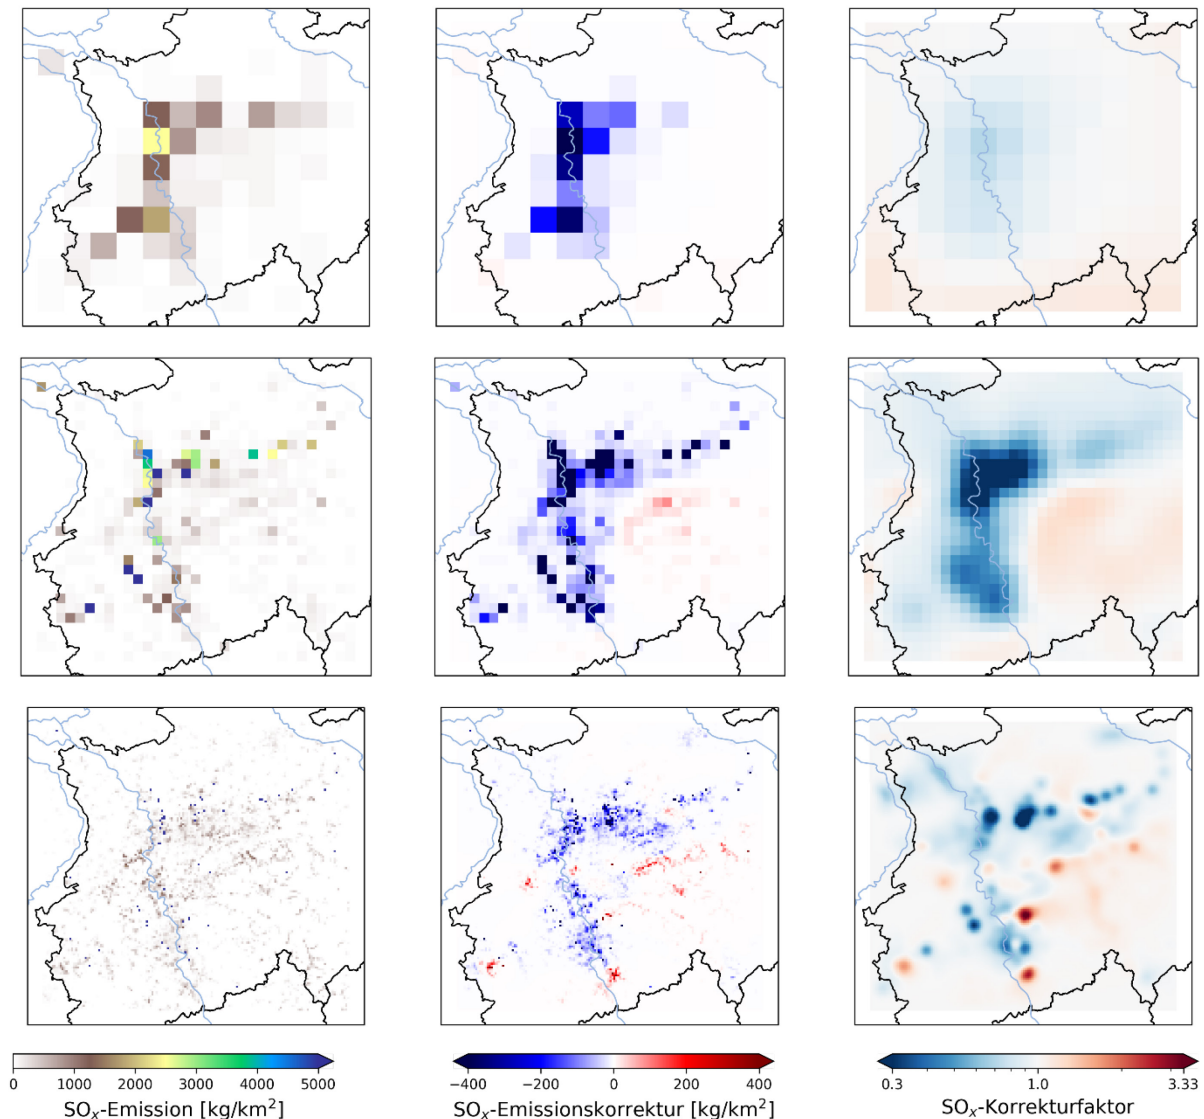 0 1000 2000 3000 4000 5000
SOₓ-Emission [kg/km²]
−400 −200 0 200 400
SOₓ-Emissionskorrektur [kg/km²]
0.3 1.0 3.33
SOₓ-Korrekturfaktor